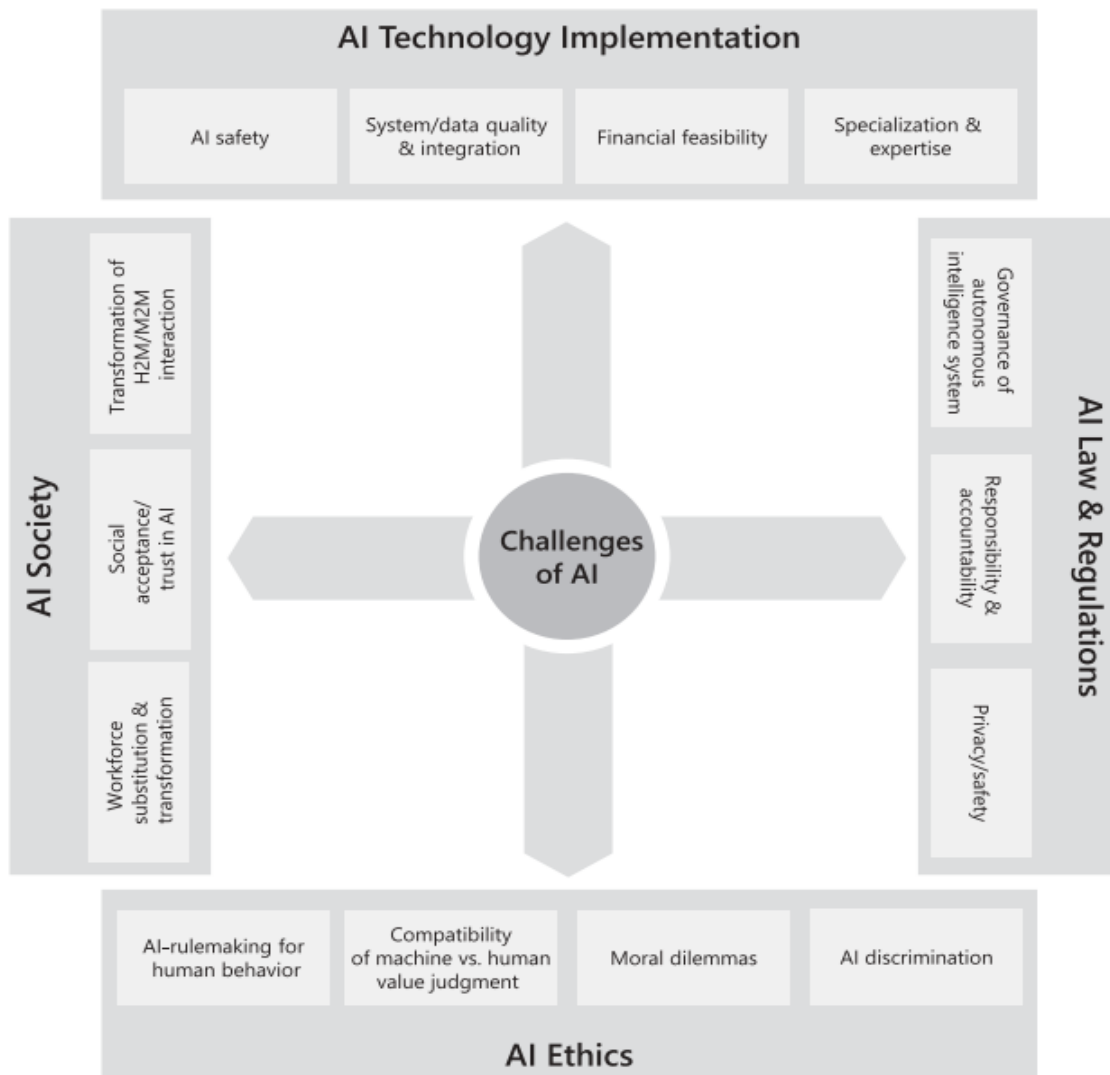 AI Technology Implementation
AI safety
System/data quality
& integration
Financial feasibility
Specialization &
expertise
AI Society
Transformation of
H2M/M2M
interaction
Social
acceptance/
trust in AI
Workforce
substitution &
transformation
Challenges
of AI
Governance of
autonomous
intelligence system
Responsibility &
accountability
Privacy/safety
AI Law & Regulations
AI-rulemaking for
human behavior
Compatibility
of machine vs. human
value judgment
Moral dilemmas
AI discrimination
AI Ethics